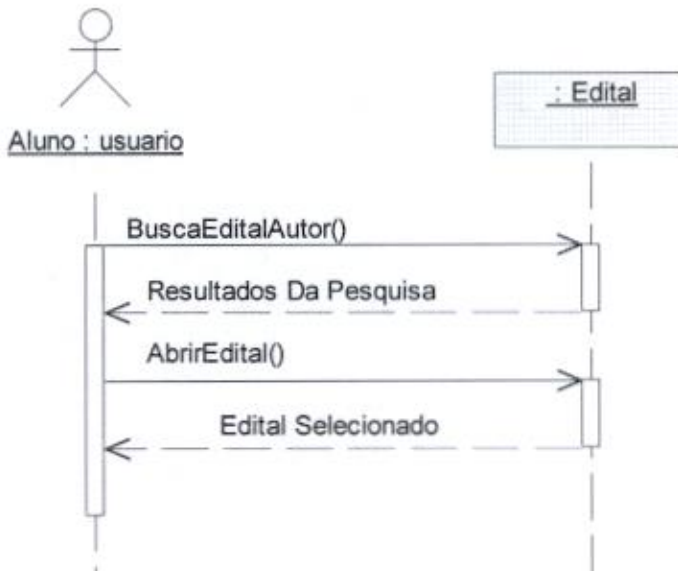 : Edital
Aluno : usuario
BuscaEditalAutor()
Resultados Da Pesquisa
AbrirEdital()
Edital Selecionado